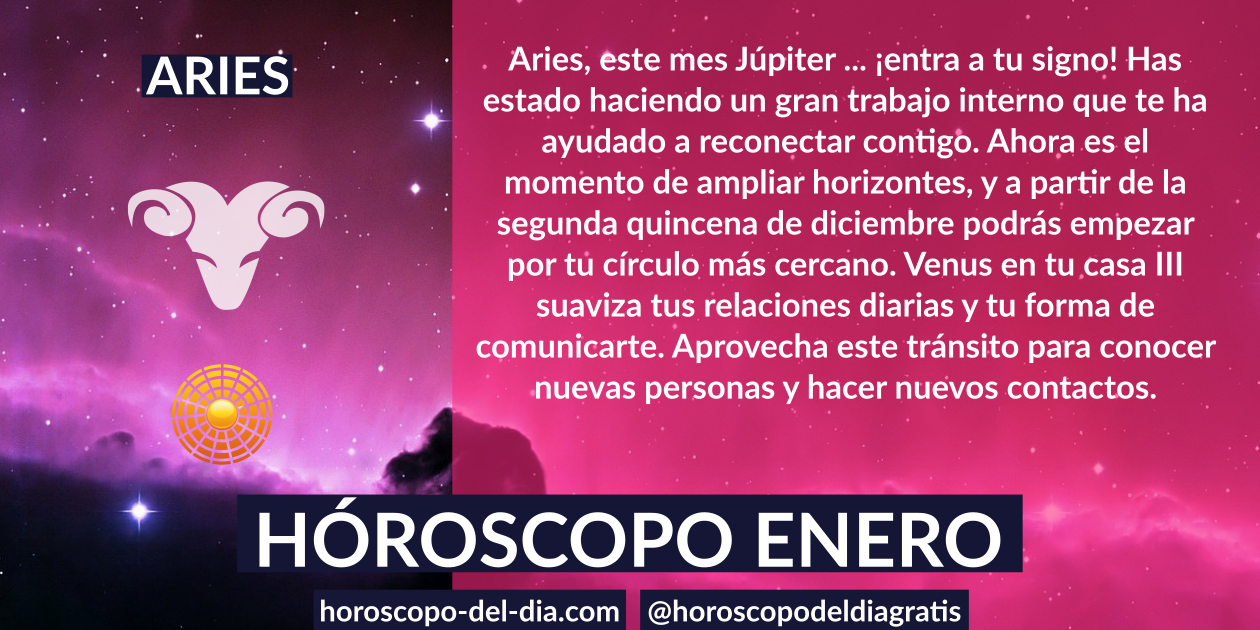 ARIES
Aries, este mes Júpiter ... ¡entra a tu signo! Has
estado haciendo un gran trabajo interno que te ha
ayudado a reconectar contigo. Ahora es el
momento de ampliar horizontes, y a partir de la
segunda quincena de diciembre podrás empezar
por tu círculo más cercano. Venus en tu casa III
suaviza tus relaciones diarias y tu forma de
comunicarte. Aprovecha este tránsito para conocer
nuevas personas y hacer nuevos contactos.
HÓROSCOPO ENERO
horoscopo-del-dia.com
@horoscopodeldiagratis